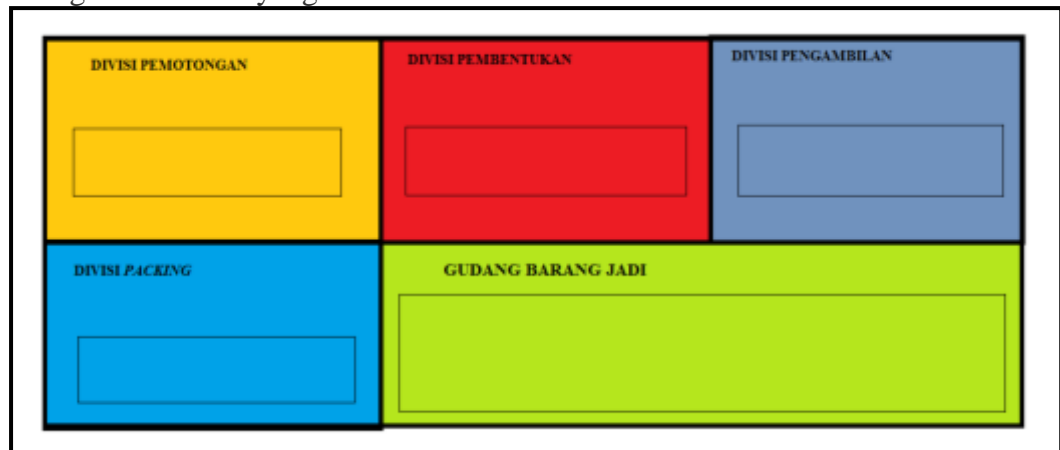 DIVISI PEMOTONGAN
DIVISI PEMBENTUKAN
DIVISI PENGAMBILAN
DIVISI PACKING
GUDANG BARANG JADI